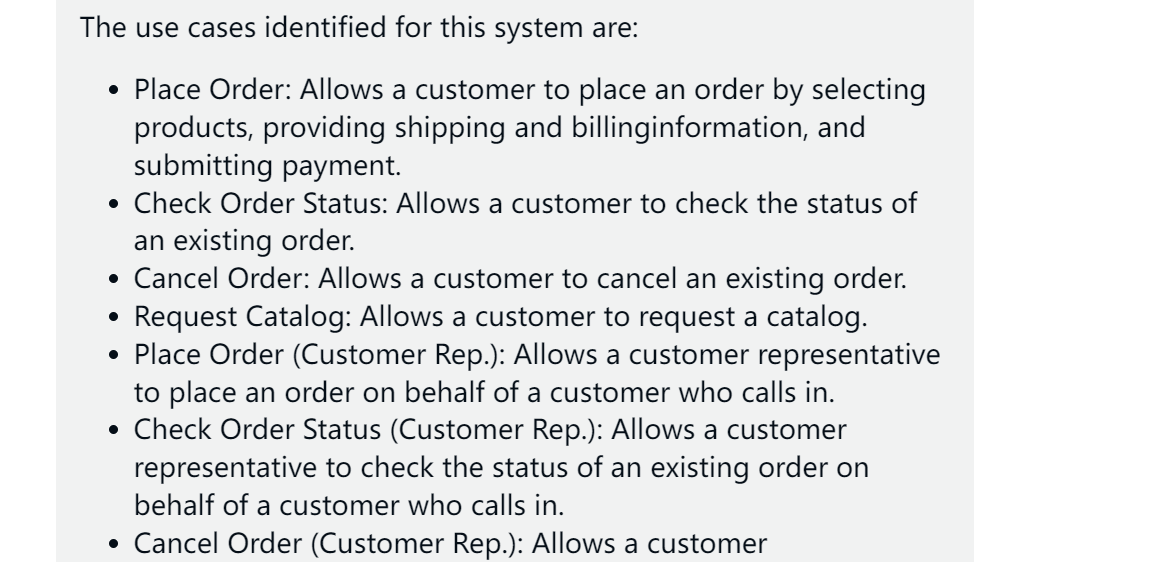 The use cases identified for this system are:
• Place Order: Allows a customer to place an order by selecting
products, providing shipping and billinginformation, and
submitting payment.
• Check Order Status: Allows a customer to check the status of
an existing order.
• Cancel Order: Allows a customer to cancel an existing order.
• Request Catalog: Allows a customer to request a catalog.
• Place Order (Customer Rep.): Allows a customer representative
to place an order on behalf of a customer who calls in.
• Check Order Status (Customer Rep.): Allows a customer
representative to check the status of an existing order on
behalf of a customer who calls in.
• Cancel Order (Customer Rep.): Allows a customer